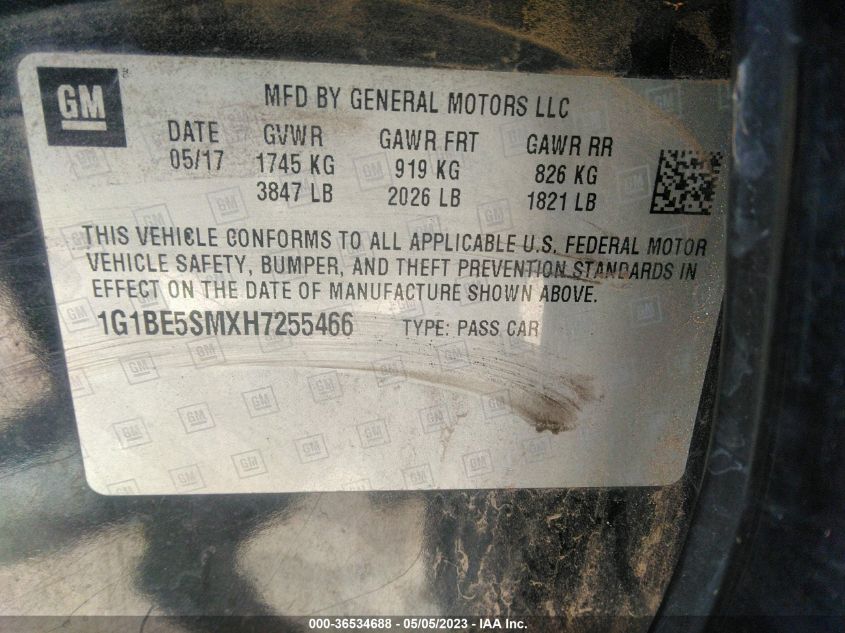 GM
MFD BY GENERAL MOTORS LLC
DATE GVWR GAWR FRT GAWR RR
05/17 1745 KG 919 KG 826 KG
3847 LB 2026 LB 1821 LB
THIS VEHICLE CONFORMS TO ALL APPLICABLE U.S. FEDERAL MOTOR
VEHICLE SAFETY, BUMPER, AND THEFT PREVENTION STANDARDS IN
EFFECT ON THE DATE OF MANUFACTURE SHOWN ABOVE.
1G1BE5SMXH7255466 TYPE: PASS CAR
000-36534688 - 05/05/2023 - IAA Inc.